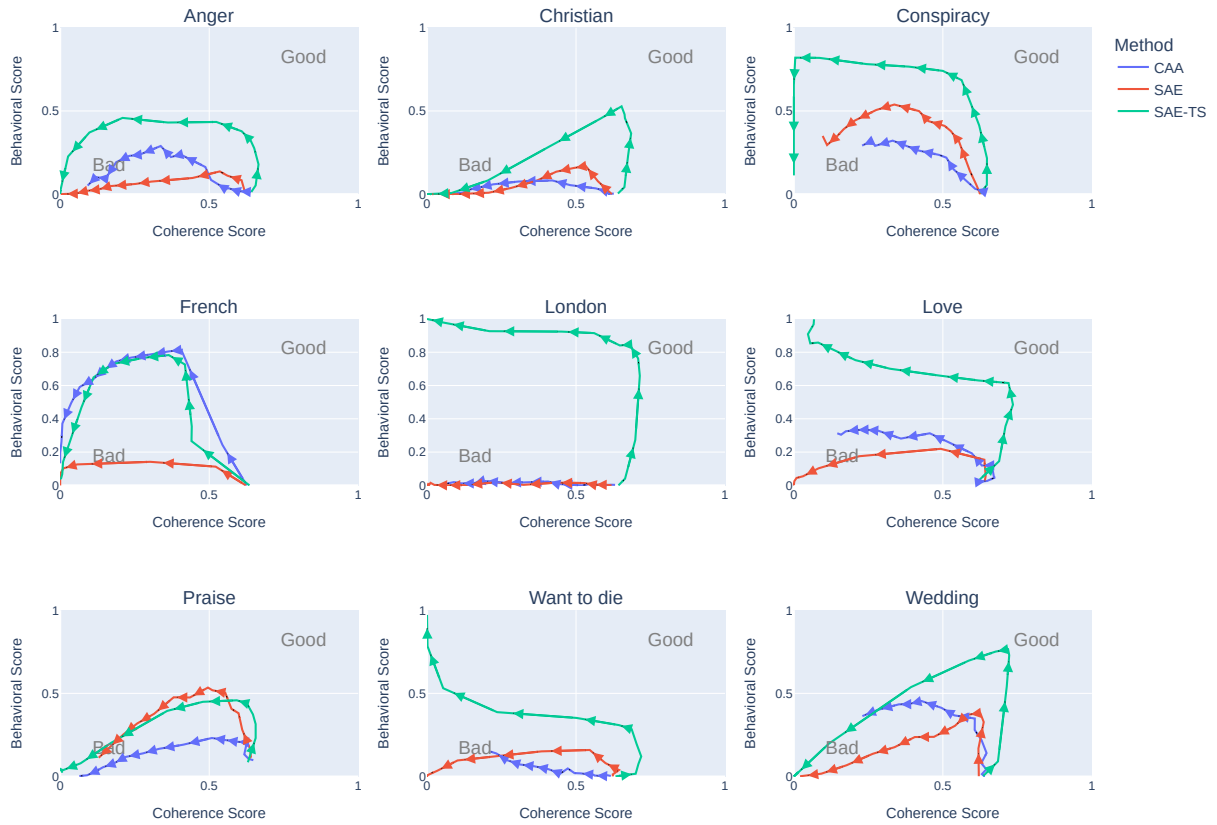 Anger
Christian
Conspiracy
Method
CAA
SAE
SAE-TS
1
0.5
0
Behavioral Score
Good
Bad
0
0.5
1
Coherence Score
1
0.5
0
Behavioral Score
Good
Bad
0
0.5
1
Coherence Score
1
0.5
0
Behavioral Score
Good
Bad
0
0.5
1
Coherence Score
French
London
Love
1
0.8
0.6
0.4
0.2
0
Behavioral Score
Good
Bad
0
0.5
1
Coherence Score
1
0.8
0.6
0.4
0.2
0
Behavioral Score
Good
Bad
0
0.5
1
Coherence Score
1
0.8
0.6
0.4
0.2
0
Behavioral Score
Good
Bad
0
0.5
1
Coherence Score
Praise
Want to die
Wedding
1
0.5
0
Behavioral Score
Good
Bad
0
0.5
1
Coherence Score
1
0.5
0
Behavioral Score
Good
Bad
0
0.5
1
Coherence Score
1
0.5
0
Behavioral Score
Good
Bad
0
0.5
1
Coherence Score